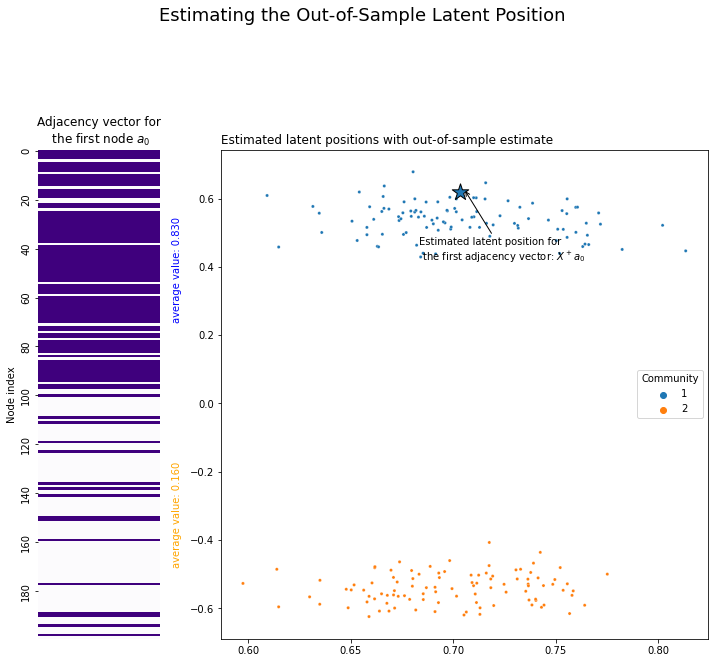 Estimating the Out-of-Sample Latent Position
Adjacency vector for
the first node a₀
Node index
0
20
40
60
80
100
120
140
160
180
average value: 0.830
average value: 0.160
Estimated latent positions with out-of-sample estimate
0.6
0.4
0.2
0.0
−0.2
−0.4
−0.6
Estimated latent position for
the first adjacency vector: X⁺a₀
Community
1
2
0.60 0.65 0.70 0.75 0.80